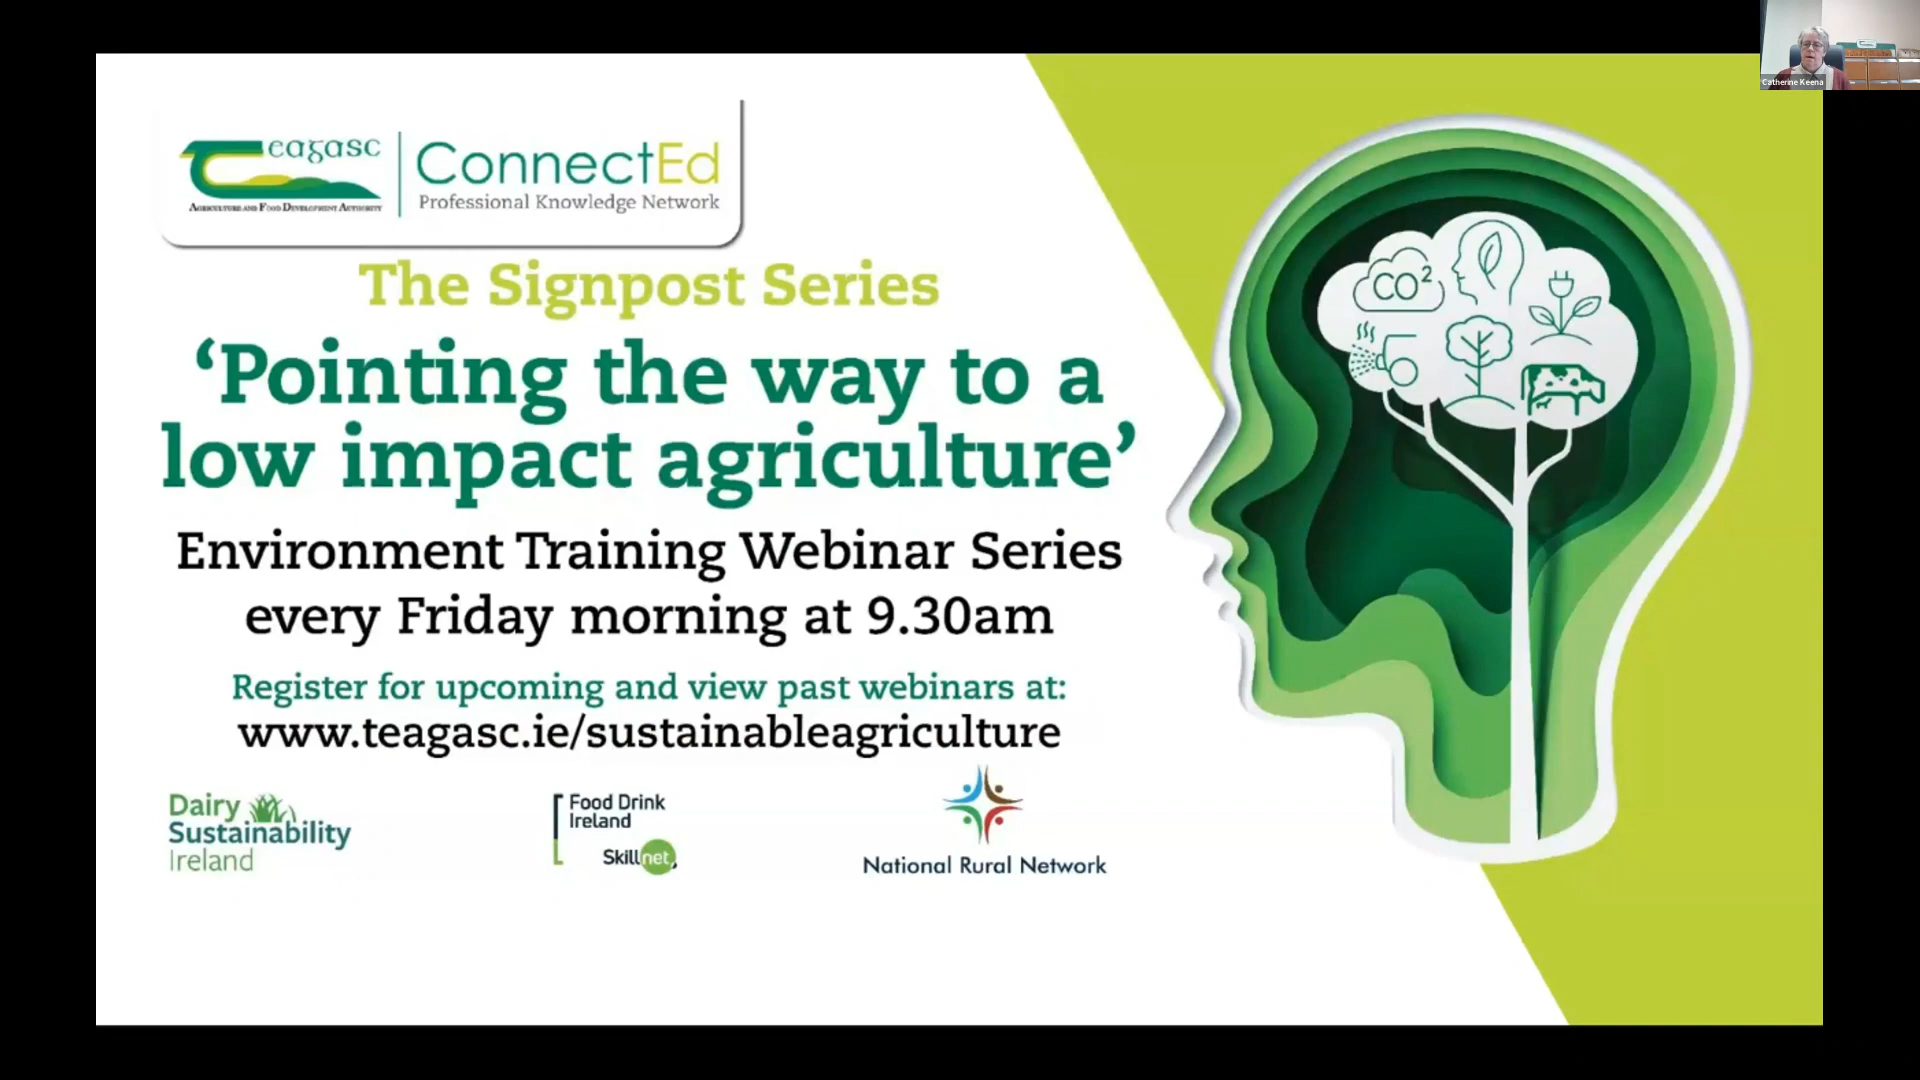 Catherine Keena
eagasc
AGRICULTURE AND FOOD DEVELOPMENT AUTHORITY
ConnectEd
Professional Knowledge Network
The Signpost Series
‘Pointing the way to a
low impact agriculture’
Environment Training Webinar Series
every Friday morning at 9.30am
Register for upcoming and view past webinars at:
www.teagasc.ie/sustainableagriculture
Dairy
Sustainability
Ireland
Food Drink
Ireland
Skillnet
National Rural Network
CO²